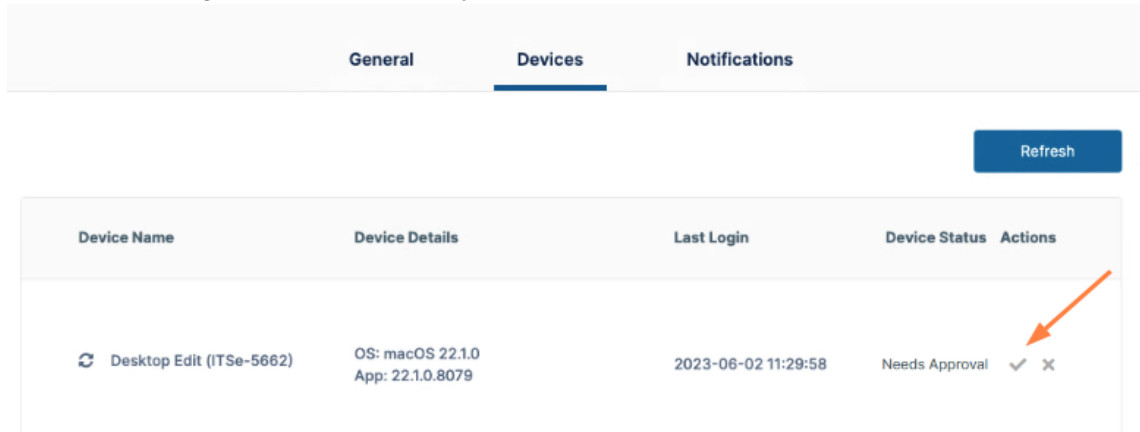 General Devices Notifications
Refresh
Device Name Device Details Last Login Device Status Actions
Desktop Edit (ITSe-5662) OS: macOS 22.1.0 2023-06-02 11:29:58 Needs Approval
App: 22.1.0.8079